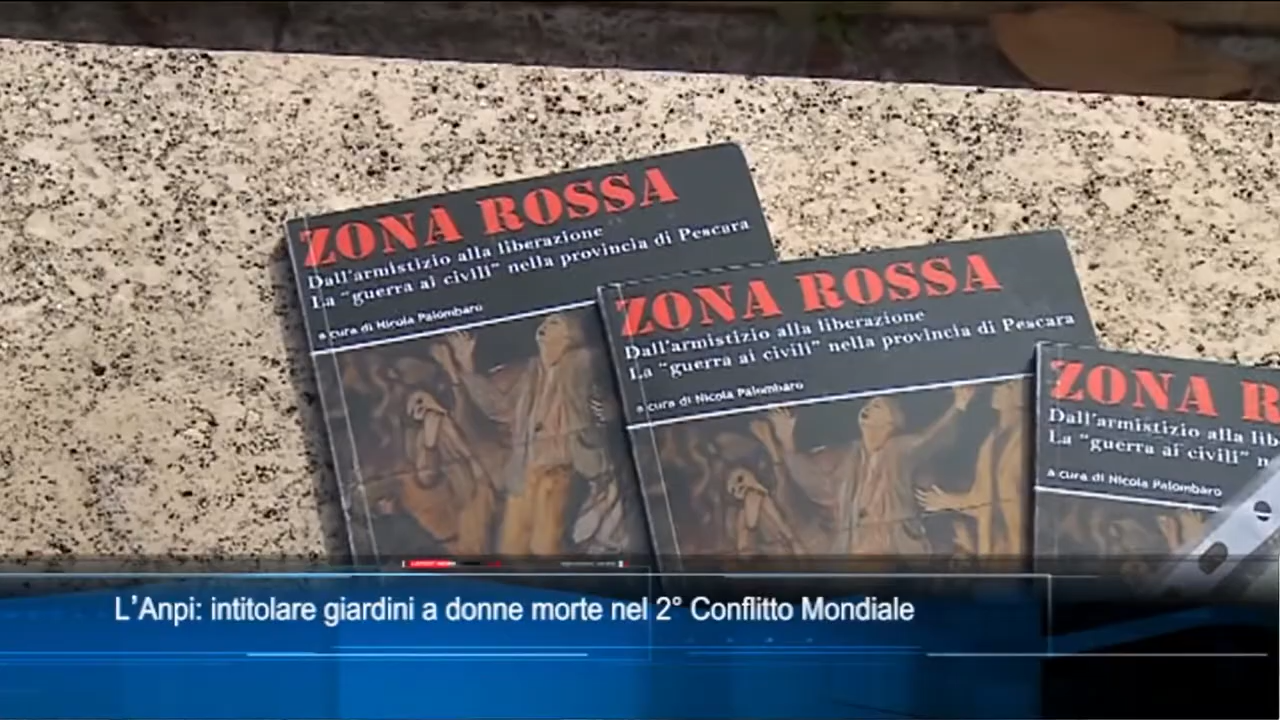 ZONA ROSSA
Dall'armistizio alla liberazione
La "guerra ai civili" nella provincia di Pescara
a cura di Nicola Palombaro
ZONA ROSSA
Dall'armistizio alla liberazione
La "guerra ai civili" nella provincia di Pescara
a cura di Nicola Palombaro
ZONA R
Dall'armistizio alla lib
La "guerra ai civili" n
a cura di Nicola Palombaro
L'Anpi: intitolare giardini a donne morte nel 2° Conflitto Mondiale